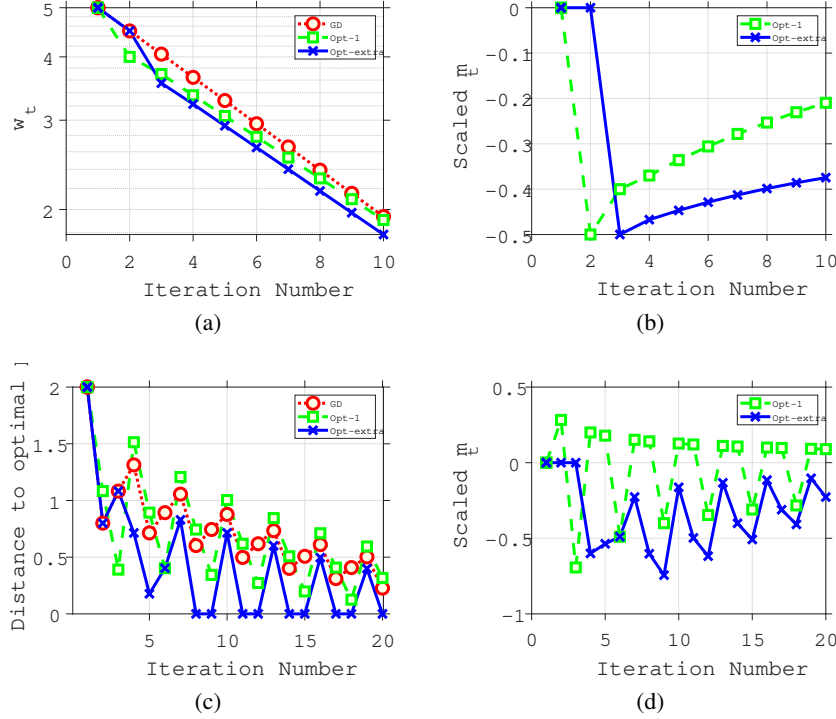 5
4
3
2
w_t
0 2 4 6 8 10
Iteration Number
GD
Opt-1
Opt-extra
(a)
0
-0.1
-0.2
-0.3
-0.4
-0.5
Scaled m_t
0 2 4 6 8 10
Iteration Number
Opt-1
Opt-extra
(b)
2
1.5
1
0.5
0
Distance to optimal ]
5 10 15 20
Iteration Number
GD
Opt-1
Opt-extra
(c)
0.5
0
-0.5
-1
Scaled m_t
0 5 10 15 20
Iteration Number
Opt-1
Opt-extra
(d)